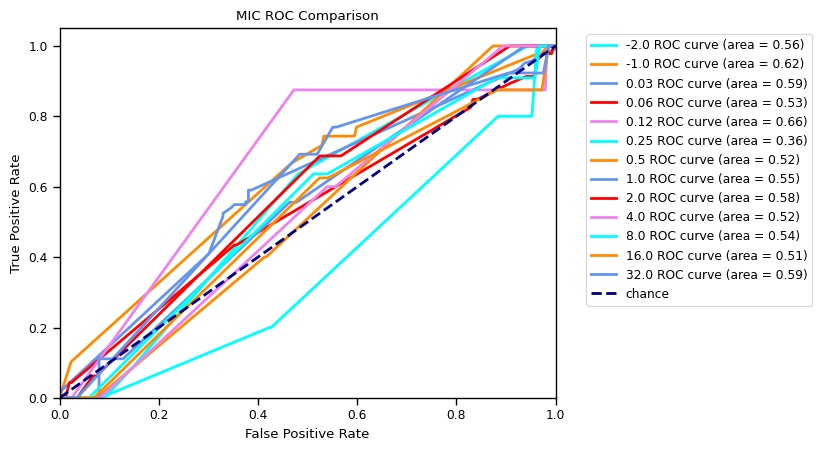 MIC ROC Comparison
True Positive Rate
1.0
0.8
0.6
0.4
0.2
0.0
0.0 0.2 0.4 0.6 0.8 1.0
False Positive Rate
-2.0 ROC curve (area = 0.56)
-1.0 ROC curve (area = 0.62)
0.03 ROC curve (area = 0.59)
0.06 ROC curve (area = 0.53)
0.12 ROC curve (area = 0.66)
0.25 ROC curve (area = 0.36)
0.5 ROC curve (area = 0.52)
1.0 ROC curve (area = 0.55)
2.0 ROC curve (area = 0.58)
4.0 ROC curve (area = 0.52)
8.0 ROC curve (area = 0.54)
16.0 ROC curve (area = 0.51)
32.0 ROC curve (area = 0.59)
chance